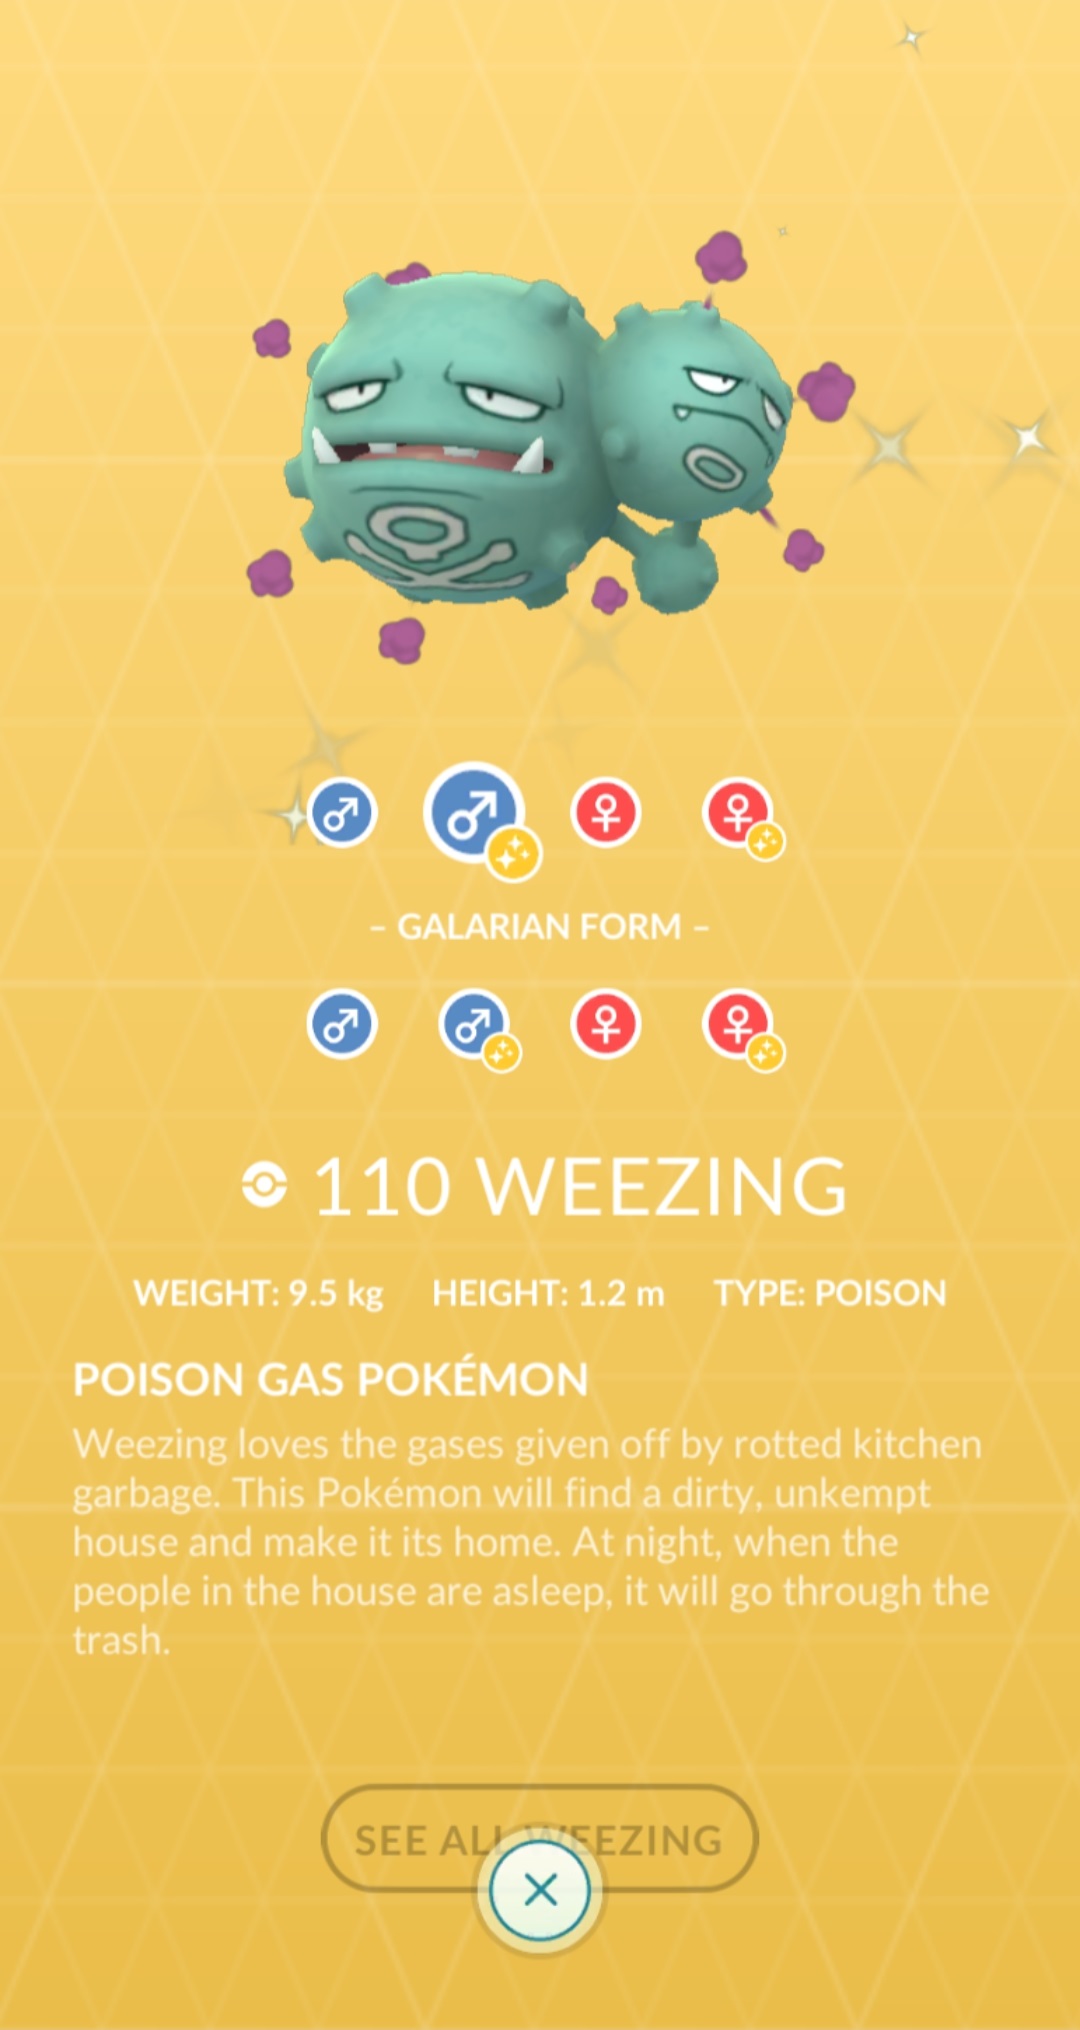 – GALARIAN FORM –
110 WEEZING
WEIGHT: 9.5 kg HEIGHT: 1.2 m TYPE: POISON
POISON GAS POKÉMON
Weezing loves the gases given off by rotted kitchen
garbage. This Pokémon will find a dirty, unkempt
house and make it its home. At night, when the
people in the house are asleep, it will go through the
trash.
SEE ALL WEEZING